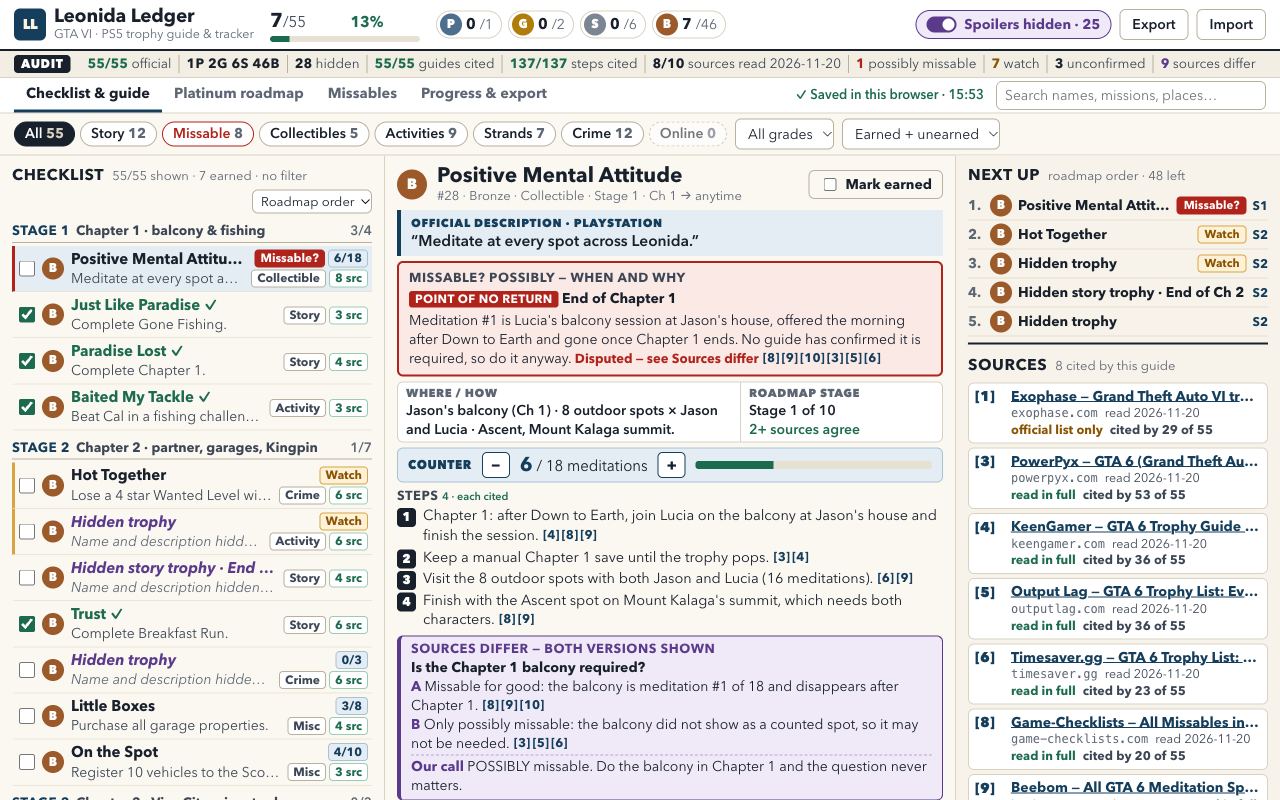 LL
Leonida Ledger
GTA VI · PS5 trophy guide & tracker
7/55 13%
P 0 /1
G 0 /2
S 0 /6
B 7 /46
Spoilers hidden · 25
Export
Import
AUDIT 55/55 official 1P 2G 6S 46B 28 hidden 55/55 guides cited 137/137 steps cited 8/10 sources read 2026-11-20 1 possibly missable 7 watch 3 unconfirmed 9 sources differ
Checklist & guide
Platinum roadmap
Missables
Progress & export
✓ Saved in this browser · 15:53
Search names, missions, places…
All 55
Story 12
Missable 8
Collectibles 5
Activities 9
Strands 7
Crime 12
Online 0
All grades
Earned + unearned
CHECKLIST 55/55 shown · 7 earned · no filter
Roadmap order
STAGE 1 Chapter 1 · balcony & fishing 3/4
B Positive Mental Attitu… Missable? 6/18
Meditate at every spot a… Collectible 8 src
B Just Like Paradise ✓
Complete Gone Fishing. Story 3 src
B Paradise Lost ✓
Complete Chapter 1. Story 4 src
B Baited My Tackle ✓
Beat Cal in a fishing challen… Activity 3 src
STAGE 2 Chapter 2 · partner, garages, Kingpin 1/7
B Hot Together Watch
Lose a 4 star Wanted Level wi… Crime 6 src
B Hidden trophy Watch
Name and description hidd… Activity 6 src
B Hidden story trophy · End …
Name and description hidden… Story 4 src
B Trust ✓
Complete Breakfast Run. Story 6 src
B Hidden trophy 0/3
Name and description hidde… Crime 6 src
B Little Boxes 3/8
Purchase all garage properties. Misc 4 src
B On the Spot 4/10
Register 10 vehicles to the Sco… Misc 3 src
B Positive Mental Attitude
#28 · Bronze · Collectible · Stage 1 · Ch 1 → anytime
Mark earned
OFFICIAL DESCRIPTION · PLAYSTATION
“Meditate at every spot across Leonida.”
MISSABLE? POSSIBLY — WHEN AND WHY
POINT OF NO RETURN End of Chapter 1
Meditation #1 is Lucia's balcony session at Jason's house, offered the morning
after Down to Earth and gone once Chapter 1 ends. No guide has confirmed it is
required, so do it anyway. Disputed — see Sources differ [8][9][10][3][5][6]
WHERE / HOW
Jason's balcony (Ch 1) · 8 outdoor spots × Jason
and Lucia · Ascent, Mount Kalaga summit.
ROADMAP STAGE
Stage 1 of 10
2+ sources agree
COUNTER − 6 / 18 meditations +
STEPS 4 · each cited
1 Chapter 1: after Down to Earth, join Lucia on the balcony at Jason's house and
finish the session. [4][8][9]
2 Keep a manual Chapter 1 save until the trophy pops. [3][4]
3 Visit the 8 outdoor spots with both Jason and Lucia (16 meditations). [6][9]
4 Finish with the Ascent spot on Mount Kalaga's summit, which needs both
characters. [8][9]
SOURCES DIFFER — BOTH VERSIONS SHOWN
Is the Chapter 1 balcony required?
A Missable for good: the balcony is meditation #1 of 18 and disappears after
Chapter 1. [8][9][10]
B Only possibly missable: the balcony did not show as a counted spot, so it may
not be needed. [3][5][6]
Our call POSSIBLY missable. Do the balcony in Chapter 1 and the question never
matters.
NEXT UP roadmap order · 48 left
1. B Positive Mental Attit… Missable? S1
2. B Hot Together Watch S2
3. B Hidden trophy Watch S2
4. B Hidden story trophy · End of Ch 2 S2
5. B Hidden trophy S2
SOURCES 8 cited by this guide
[1] Exophase — Grand Theft Auto VI tr…
exophase.com read 2026-11-20
official list only cited by 29 of 55
[3] PowerPyx — GTA 6 (Grand Theft Au…
powerpyx.com read 2026-11-20
read in full cited by 53 of 55
[4] KeenGamer — GTA 6 Trophy Guide …
keengamer.com read 2026-11-20
read in full cited by 36 of 55
[5] Output Lag — GTA 6 Trophy List: Ev…
outputlag.com read 2026-11-20
read in full cited by 36 of 55
[6] Timesaver.gg — GTA 6 Trophy List: …
timesaver.gg read 2026-11-20
read in full cited by 23 of 55
[8] Game-Checklists — All Missables in…
game-checklists.com read 2026-11-20
read in full cited by 20 of 55
[9] Beebom — All GTA 6 Meditation Sp…